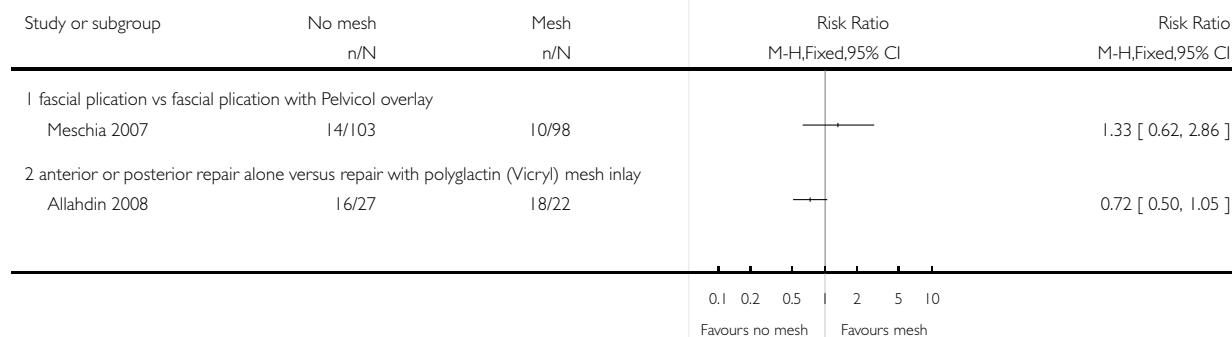 Study or subgroup No mesh Mesh Risk Ratio Risk Ratio
n/N n/N M-H,Fixed,95% CI M-H,Fixed,95% CI
1 fascial plication vs fascial plication with Pelvicol overlay
Meschia 2007 14/103 10/98 1.33 [ 0.62, 2.86 ]
2 anterior or posterior repair alone versus repair with polyglactin (Vicryl) mesh inlay
Allahdin 2008 16/27 18/22 0.72 [ 0.50, 1.05 ]
0.1 0.2 0.5 1 2 5 10
Favours no mesh Favours mesh